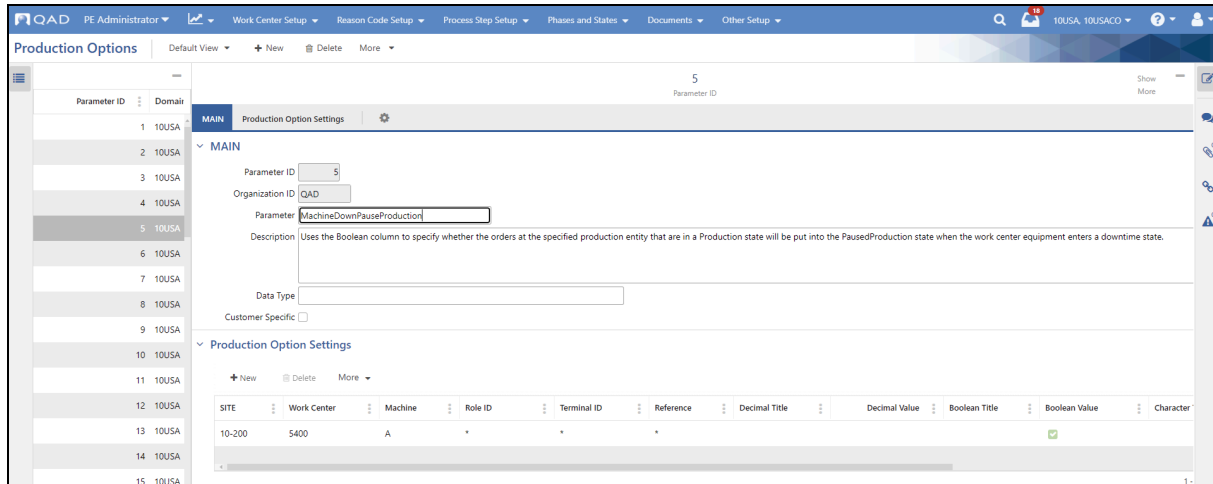 QAD PE Administrator Work Center Setup Reason Code Setup Process Step Setup Phases and States Documents Other Setup 18 10USA, 10USACO ?
Production Options Default View + New Delete More
5
Parameter ID
Show
More
Parameter ID Domain
MAIN Production Option Settings
1 10USA
2 10USA
3 10USA
4 10USA
5 10USA
6 10USA
7 10USA
8 10USA
9 10USA
10 10USA
11 10USA
12 10USA
13 10USA
14 10USA
15 10USA
MAIN
Parameter ID 5
Organization ID QAD
Parameter MachineDownPauseProduction
Description Uses the Boolean column to specify whether the orders at the specified production entity that are in a Production state will be put into the PausedProduction state when the work center equipment enters a downtime state.
Data Type
Customer Specific
Production Option Settings
+ New Delete More
SITE Work Center Machine Role ID Terminal ID Reference Decimal Title Decimal Value Boolean Title Boolean Value Character
10-200 5400 A * * *
1 -